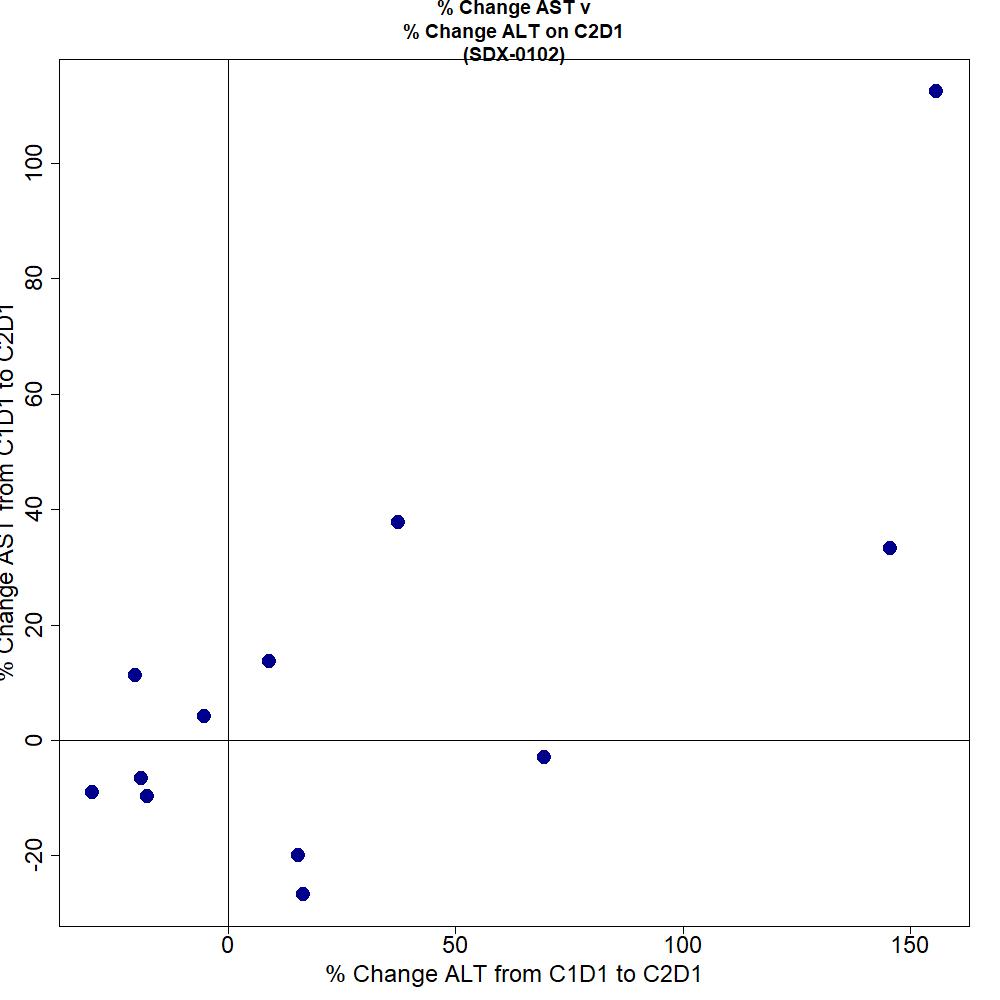 % Change AST v
% Change ALT on C2D1
(SDX-0102)
% Change AST from C1D1 to C2D1
100
80
60
40
20
0
-20
0
50
100
150
% Change ALT from C1D1 to C2D1